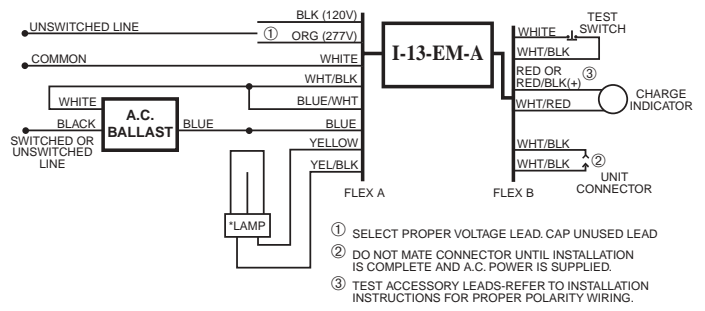 UNSWITCHED LINE
①
BLK (120V)
ORG (277V)
COMMON
WHITE
WHT/BLK
BLUE/WHT
WHITE
A.C.
BALLAST
BLACK
BLUE
BLUE
SWITCHED OR
UNSWITCHED
LINE
YELLOW
YEL/BLK
*LAMP
FLEX A
I-13-EM-A
TEST
SWITCH
WHITE
WHT/BLK
RED OR
RED/BLK(+)
③
WHT/RED
CHARGE
INDICATOR
WHT/BLK
WHT/BLK
②
UNIT
CONNECTOR
FLEX B
① SELECT PROPER VOLTAGE LEAD. CAP UNUSED LEAD
② DO NOT MATE CONNECTOR UNTIL INSTALLATION
IS COMPLETE AND A.C. POWER IS SUPPLIED.
③ TEST ACCESSORY LEADS-REFER TO INSTALLATION
INSTRUCTIONS FOR PROPER POLARITY WIRING.